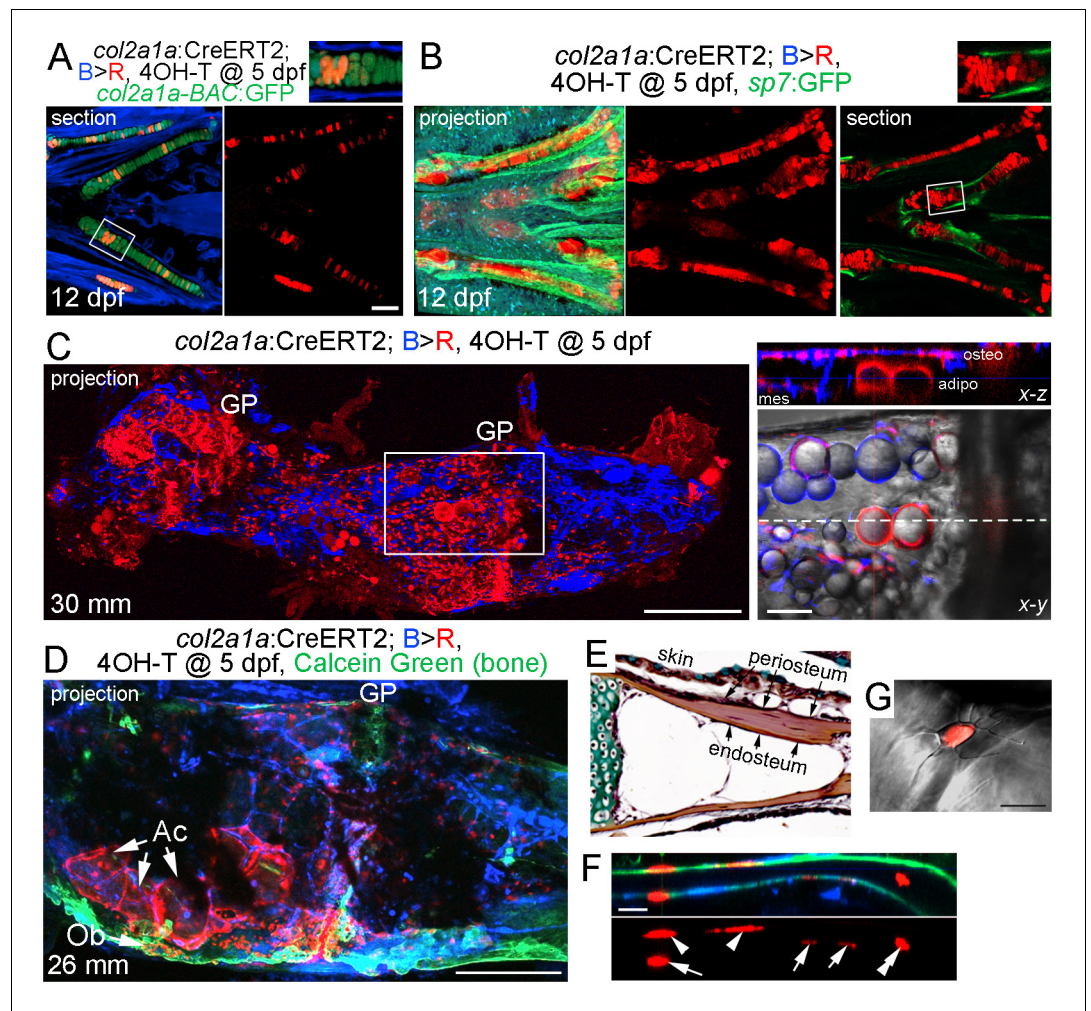 A
col2a1a:CreERT2;
B>R, 4OH-T @ 5 dpf
col2a1a-BAC:GFP
section
12 dpf
B
col2a1a:CreERT2; B>R,
4OH-T @ 5 dpf, sp7:GFP
projection
section
12 dpf
C
col2a1a:CreERT2; B>R, 4OH-T @ 5 dpf
projection
GP
GP
30 mm
osteo
adipo
mes
x-z
x-y
D
col2a1a:CreERT2; B>R,
4OH-T @ 5 dpf, Calcein Green (bone)
projection
GP
Ac
Ob
26 mm
E
skin
periosteum
endosteum
G
F